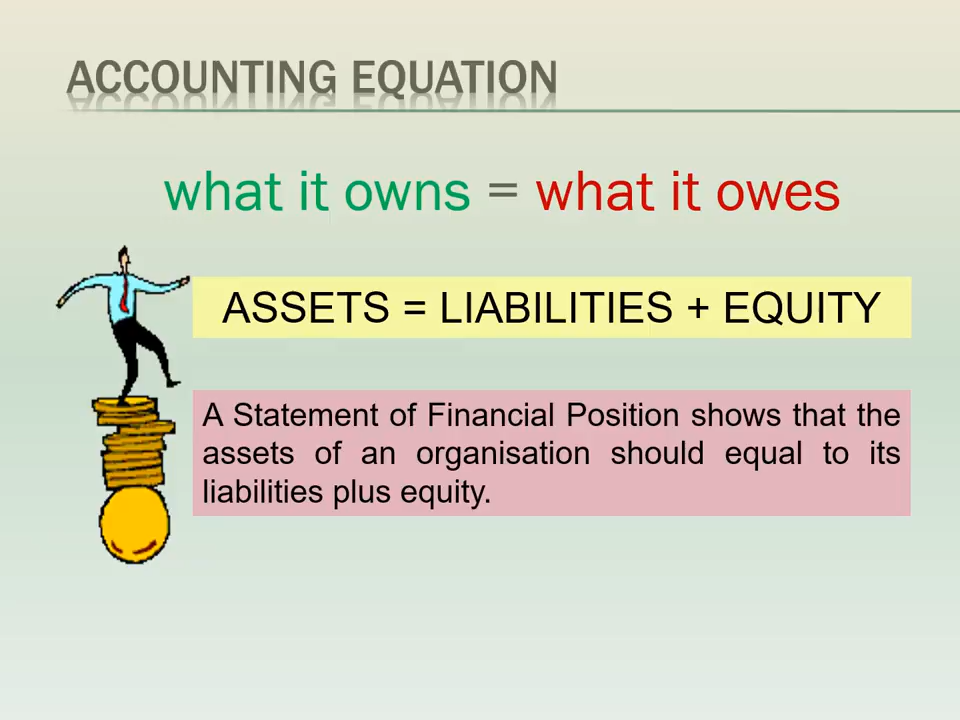 ACCOUNTING EQUATION
what it owns = what it owes
ASSETS = LIABILITIES + EQUITY
A Statement of Financial Position shows that the
assets of an organisation should equal to its
liabilities plus equity.